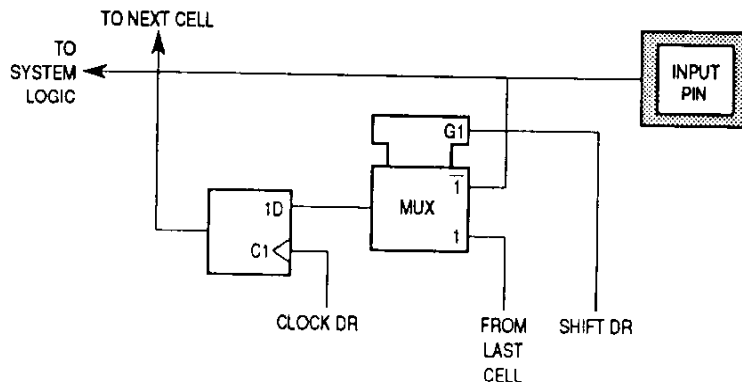 TO NEXT CELL
TO
SYSTEM
LOGIC
INPUT
PIN
G1
1D
MUX
1
C1
1
CLOCK DR
FROM
LAST
CELL
SHIFT DR